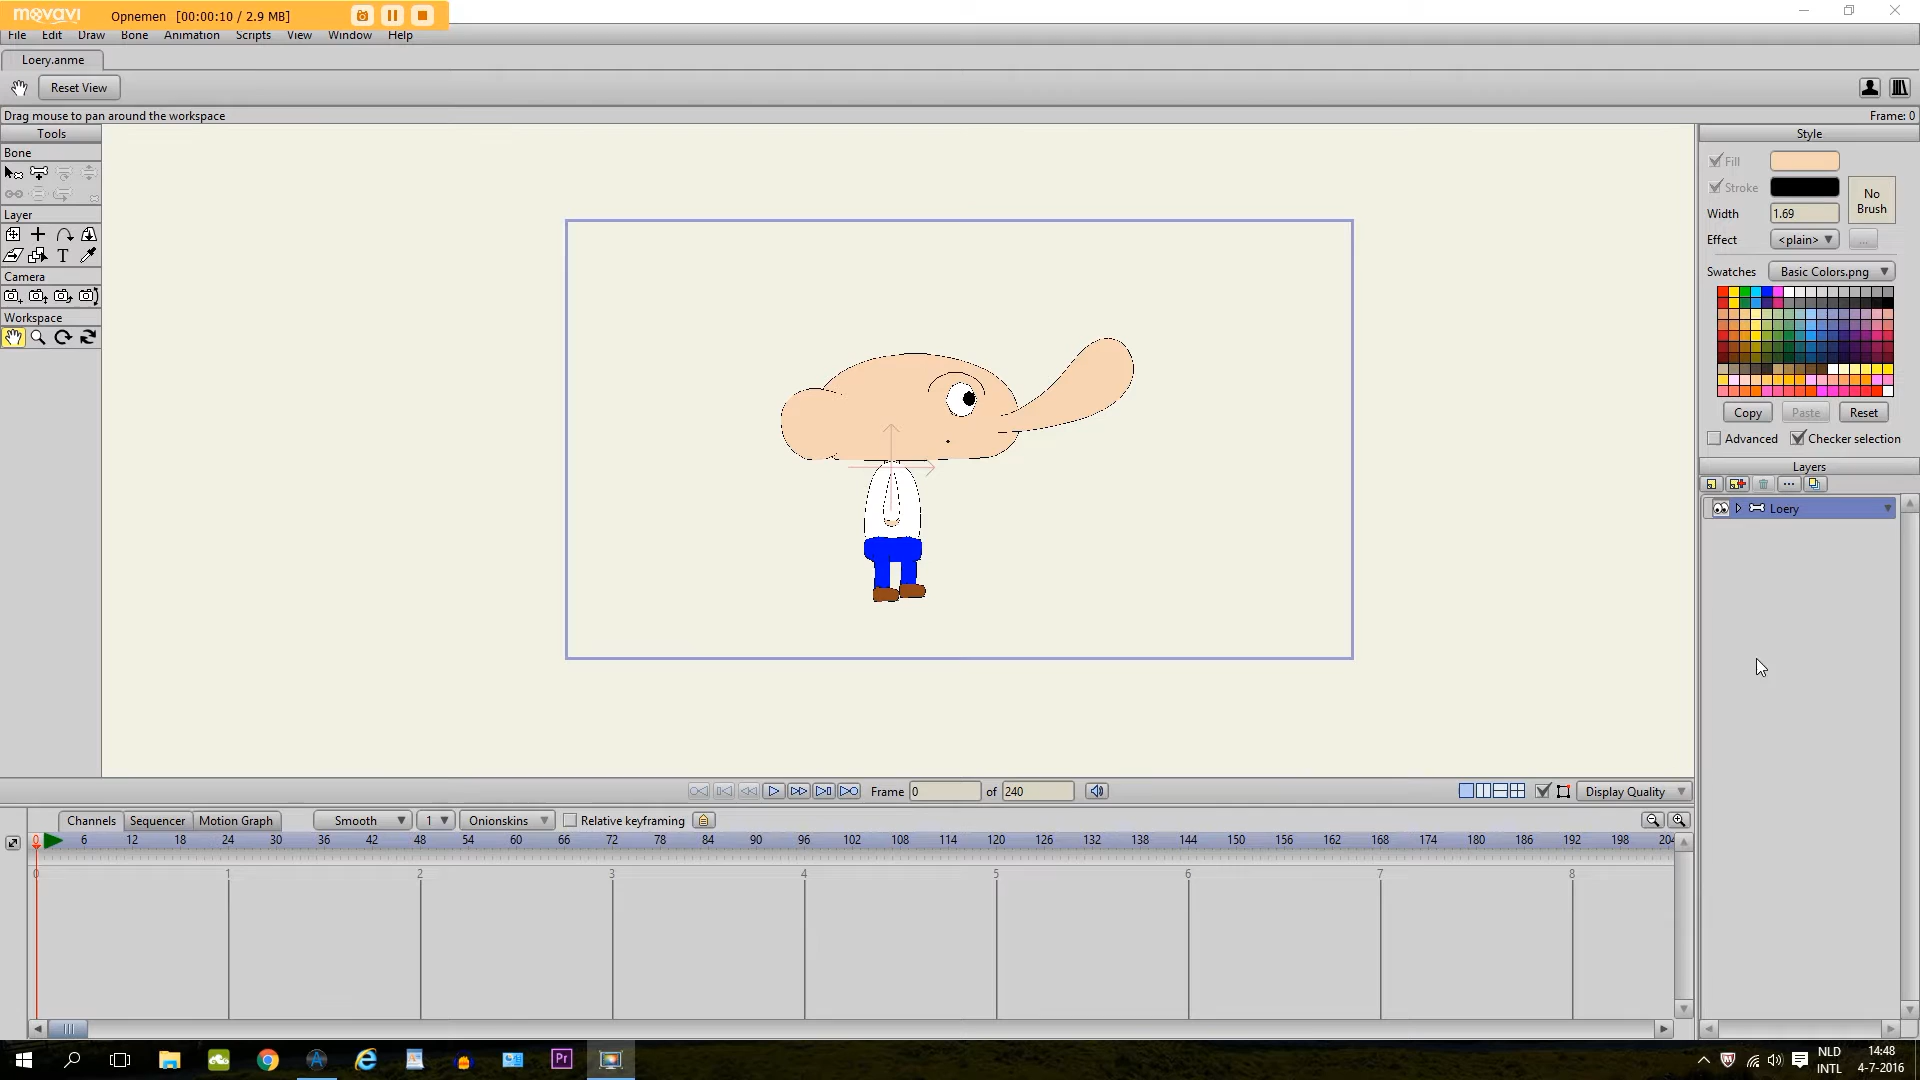 movavi Opnemen [00:00:10 / 2.9 MB]
File Edit Draw Bone Animation Scripts View Window Help
Loery.anme
Reset View
Drag mouse to pan around the workspace Frame: 0
Tools Style
Bone
Fill
Stroke No Brush
Width 1.69
Effect <plain> ...
Layer
Camera
Workspace
Swatches Basic Colors.png
Copy Paste Reset
Advanced Checker selection
Layers
Loery
Frame 0 of 240 Display Quality
Channels Sequencer Motion Graph Smooth 1 Onionskins Relative keyframing
0 6 12 18 24 30 36 42 48 54 60 66 72 78 84 90 96 102 108 114 120 126 132 138 144 150 156 162 168 174 180 186 192 198 204
0 1 2 3 4 5 6 7 8
Pr
NLD 14:48
INTL 4-7-2016